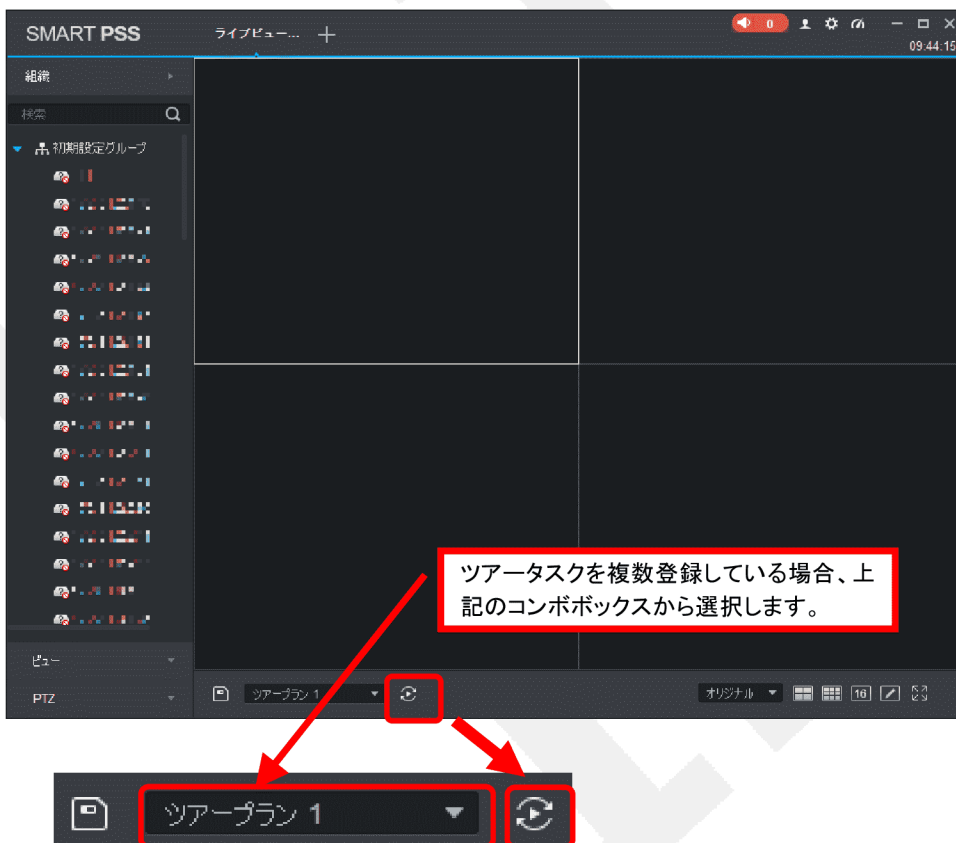 SMART PSS
ライブビュー...
0
09:44:15
組織
検索
初期設定グループ
ツアータスクを複数登録している場合、上
記のコンボボックスから選択します。
ビュー
PTZ
ツアープラン 1
オリジナル
16
ツアープラン 1